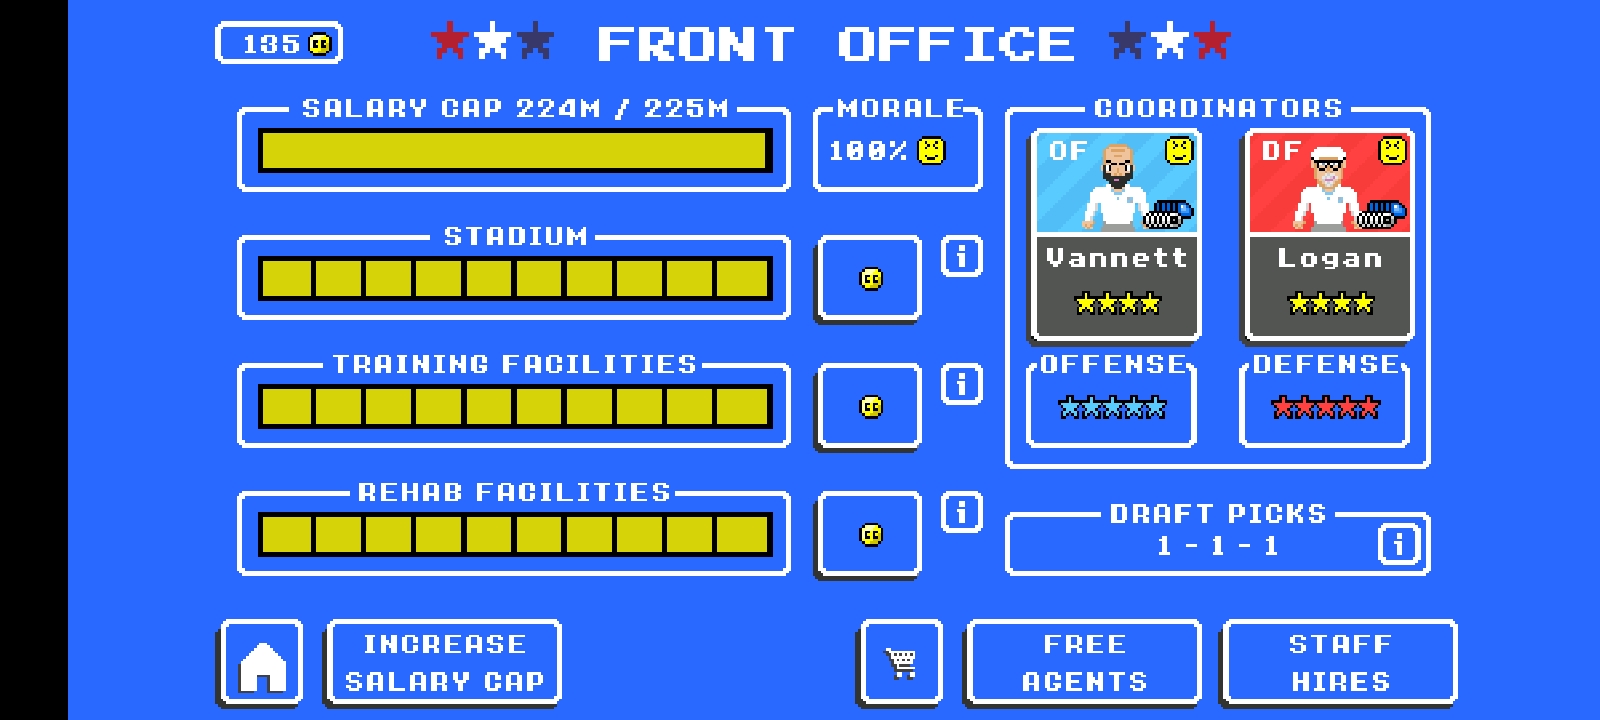 135
FRONT OFFICE
SALARY CAP 224M / 225M
MORALE
100%
COORDINATORS
OF
DF
Vannett
Logan
STADIUM
i
TRAINING FACILITIES
i
OFFENSE
DEFENSE
REHAB FACILITIES
i
DRAFT PICKS
1 - 1 - 1
i
INCREASE
SALARY CAP
FREE
AGENTS
STAFF
HIRES